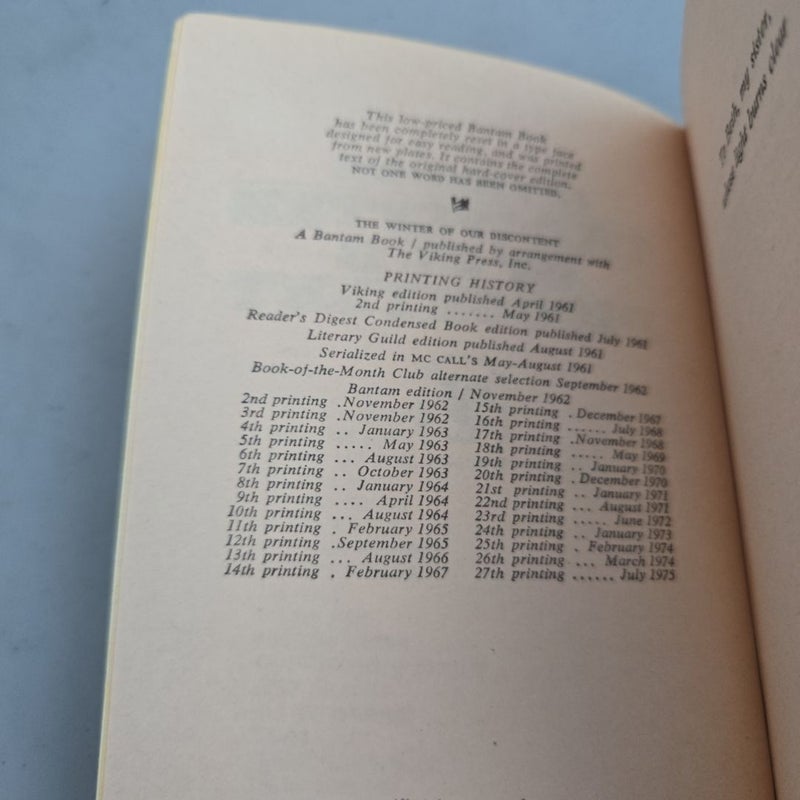 This low-priced Bantam Book
has been completely reset in a type face
designed for easy reading, and was printed
from new plates. It contains the complete
text of the original hard-cover edition.
NOT ONE WORD HAS BEEN OMITTED.
THE WINTER OF OUR DISCONTENT
A Bantam Book / published by arrangement with
The Viking Press, Inc.
PRINTING HISTORY
Viking edition published April 1961
2nd printing ....... May 1961
Reader's Digest Condensed Book edition published July 1961
Literary Guild edition published August 1961
Serialized in MC CALL'S May-August 1961
Book-of-the-Month Club alternate selection September 1962
Bantam edition / November 1962
2nd printing .November 1962
3rd printing .November 1962
4th printing .. January 1963
5th printing ..... May 1963
6th printing ... August 1963
7th printing .. October 1963
8th printing .. January 1964
9th printing .... April 1964
10th printing ... August 1964
11th printing . February 1965
12th printing .September 1965
13th printing ... August 1966
14th printing . February 1967
15th printing . December 1967
16th printing ...... July 1968
17th printing .November 1968
18th printing ..... May 1969
19th printing .. January 1970
20th printing . December 1970
21st printing .. January 1971
22nd printing ... August 1971
23rd printing ..... June 1972
24th printing .. January 1973
25th printing . February 1974
26th printing ... March 1974
27th printing ...... July 1975
To Beth, my sister,
whose light burns clear